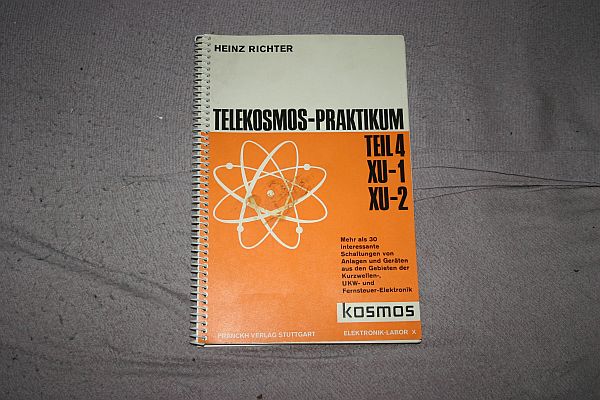 HEINZ RICHTER
TELEKOSMOS-PRAKTIKUM
TEIL 4
XU-1
XU-2
Mehr als 30
interessante
Schaltungen von
Anlagen und Geräten
aus den Gebieten der
Kurzwellen-,
UKW- und
Fernsteuer-Elektronik
kosmos
FRANCKH VERLAG STUTTGART
ELEKTRONIK-LABOR X